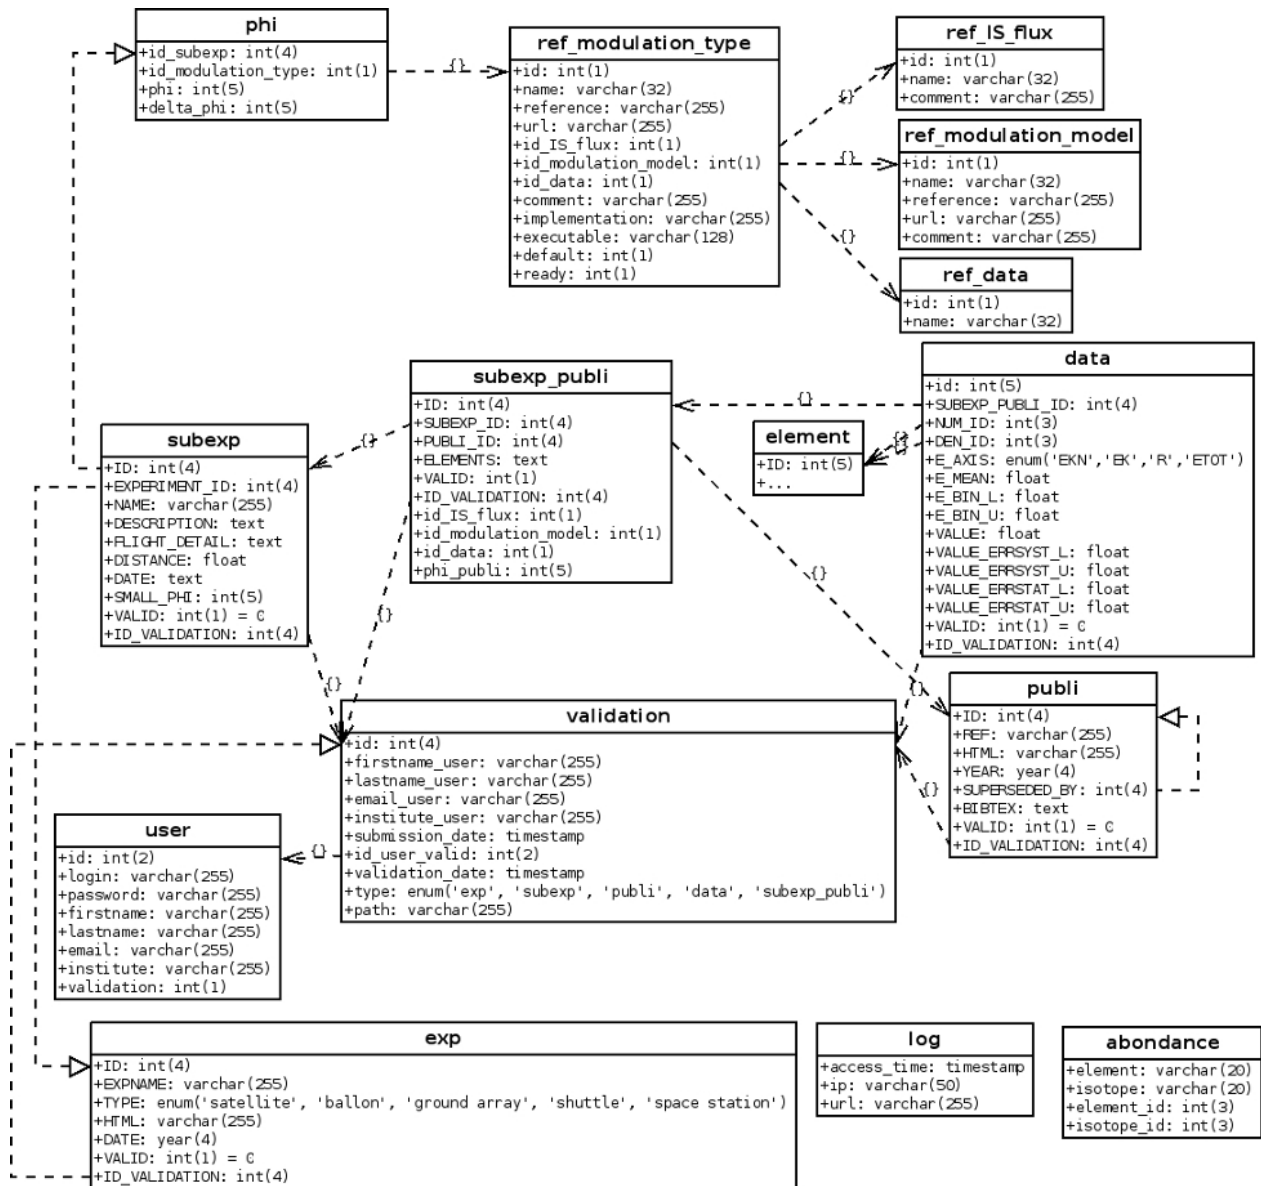 phi
+id_subexp: int(4)
+id_modulation_type: int(1)
+phi: int(5)
+delta_phi: int(5)
{}
ref_modulation_type
+id: int(1)
+name: varchar(32)
+reference: varchar(255)
+url: varchar(255)
+id_IS_flux: int(1)
+id_modulation_model: int(1)
+id_data: int(1)
+comment: varchar(255)
+implementation: varchar(255)
+executable: varchar(128)
+default: int(1)
+ready: int(1)
{}
{}
{}
ref_IS_flux
+id: int(1)
+name: varchar(32)
+comment: varchar(255)
ref_modulation_model
+id: int(1)
+name: varchar(32)
+reference: varchar(255)
+url: varchar(255)
+comment: varchar(255)
ref_data
+id: int(1)
+name: varchar(32)
subexp
+ID: int(4)
+EXPERIMENT_ID: int(4)
+NAME: varchar(255)
+DESCRIPTION: text
+FLIGHT_DETAIL: text
+DISTANCE: float
+DATE: text
+SMALL_PHI: int(5)
+VALID: int(1) = 0
+ID_VALIDATION: int(4)
{}
{}
subexp_publi
+ID: int(4)
+SUBEXP_ID: int(4)
+PUBLI_ID: int(4)
+ELEMENTS: text
+VALID: int(1)
+ID_VALIDATION: int(4)
+id_IS_flux: int(1)
+id_modulation_model: int(1)
+id_data: int(1)
+phi_publi: int(5)
{}
{}
{}
element
+ID: int(5)
+...
{}
{}
data
+id: int(5)
+SUBEXP_PUBLI_ID: int(4)
+NUM_ID: int(3)
+DEN_ID: int(3)
+E_AXIS: enum('EKN','EK','R','ETOT')
+E_MEAN: float
+E_BIN_L: float
+E_BIN_U: float
+VALUE: float
+VALUE_ERRSYST_L: float
+VALUE_ERRSYST_U: float
+VALUE_ERRSTAT_L: float
+VALUE_ERRSTAT_U: float
+VALID: int(1) = 0
+ID_VALIDATION: int(4)
{}
validation
+id: int(4)
+firstname_user: varchar(255)
+lastname_user: varchar(255)
+email_user: varchar(255)
+institute_user: varchar(255)
+submission_date: timestamp
+id_user_valid: int(2)
+validation_date: timestamp
+type: enum('exp', 'subexp', 'publi', 'data', 'subexp_publi')
+path: varchar(255)
{}
publi
+ID: int(4)
+REF: varchar(255)
+HTML: varchar(255)
+YEAR: year(4)
+SUPERSEDED_BY: int(4)
+BIBTEX: text
+VALID: int(1) = 0
+ID_VALIDATION: int(4)
{}
user
+id: int(2)
+login: varchar(255)
+password: varchar(255)
+firstname: varchar(255)
+lastname: varchar(255)
+email: varchar(255)
+institute: varchar(255)
+validation: int(1)
exp
+ID: int(4)
+EXPNAME: varchar(255)
+TYPE: enum('satellite', 'ballon', 'ground array', 'shuttle', 'space station')
+HTML: varchar(255)
+DATE: year(4)
+VALID: int(1) = 0
+ID_VALIDATION: int(4)
log
+access_time: timestamp
+ip: varchar(50)
+url: varchar(255)
abondance
+element: varchar(20)
+isotope: varchar(20)
+element_id: int(3)
+isotope_id: int(3)